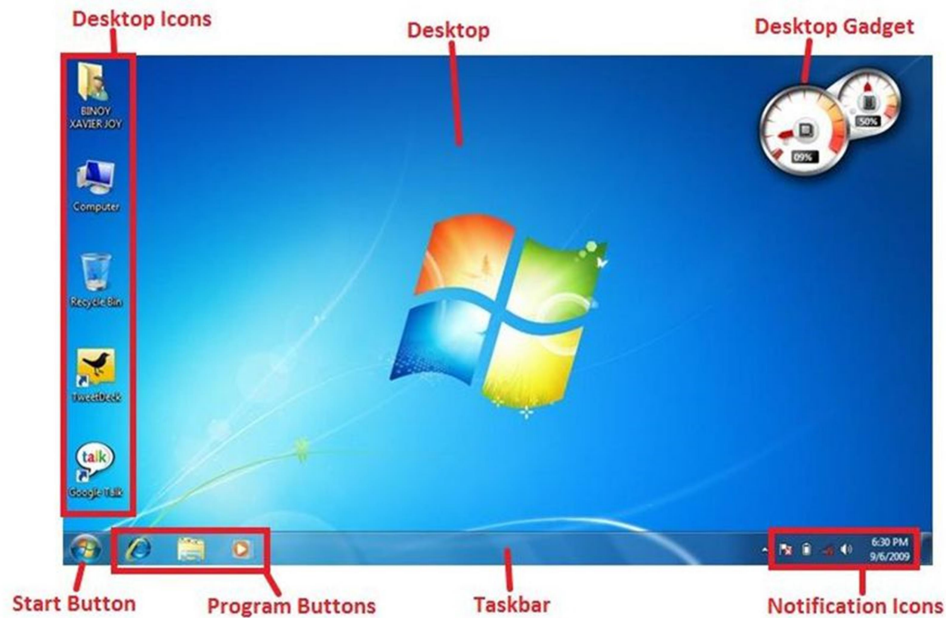 Desktop Icons
Desktop
Desktop Gadget
BINOY
XAVIER JOY
50%
09%
Computer
Recycle Bin
TweetDeck
talk
Google Talk
6:30 PM
9/6/2009
Start Button
Program Buttons
Taskbar
Notification Icons